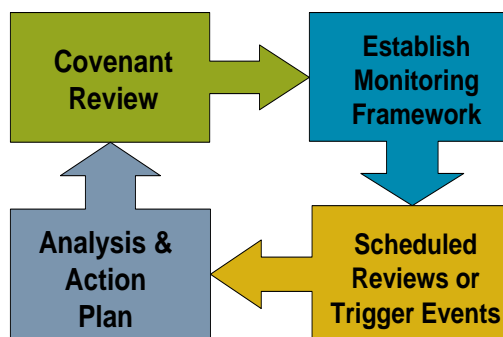 Covenant
Review
Establish
Monitoring
Framework
Analysis &
Action
Plan
Scheduled
Reviews or
Trigger Events